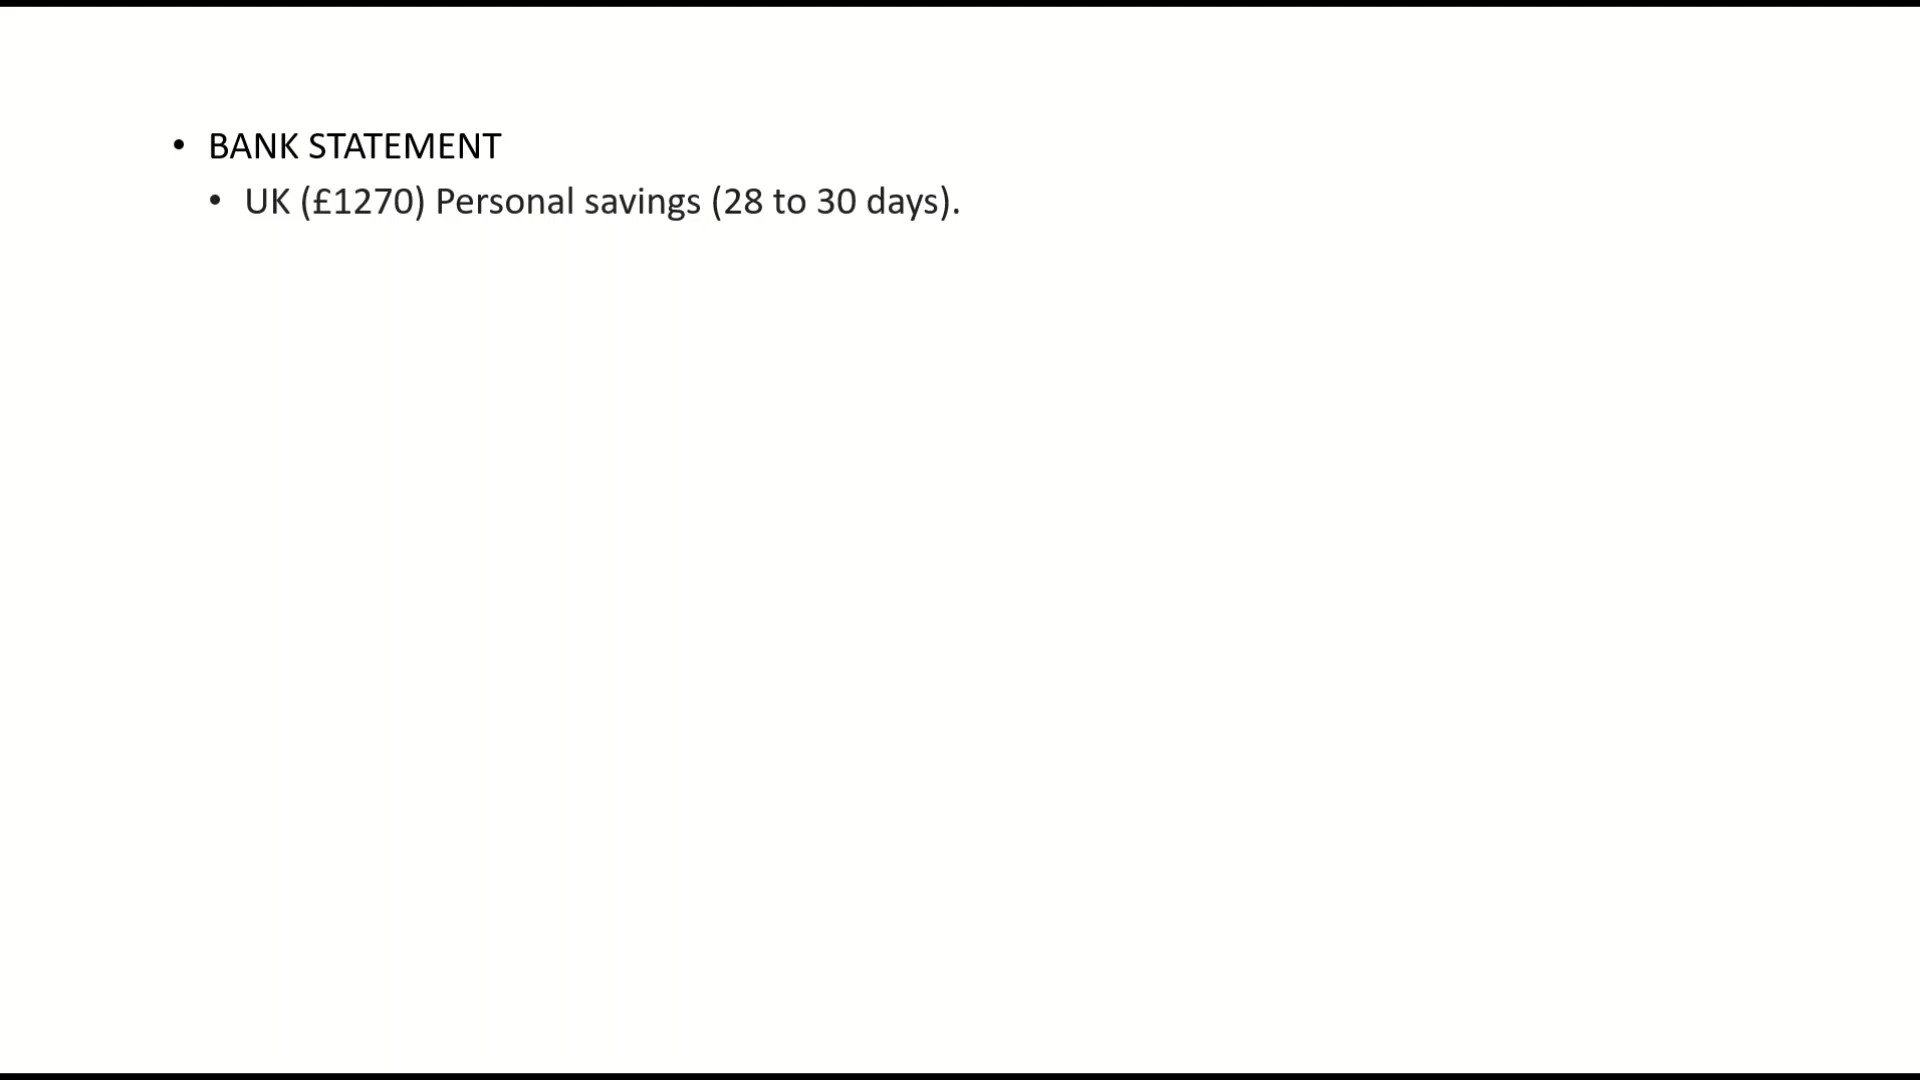 • BANK STATEMENT
• UK (£1270) Personal savings (28 to 30 days).